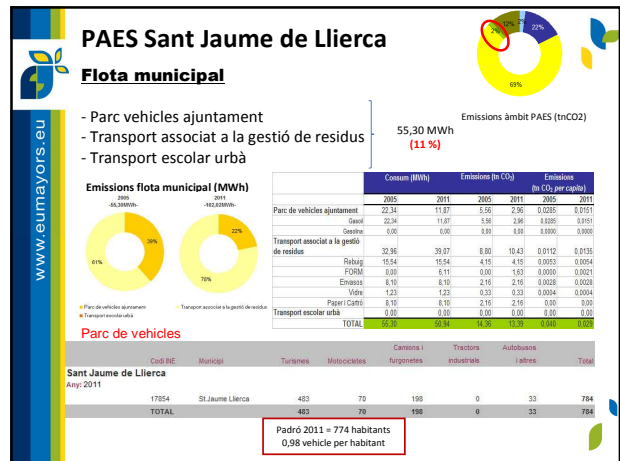 PAES Sant Jaume de Llierca
Flota municipal
12%
2%
22%
2%
69%
Emissions àmbit PAES (tnCO2)
- Parc vehicles ajuntament
- Transport associat a la gestió de residus
- Transport escolar urbà
55,30 MWh
(11 %)
www.eumayors.eu
Emissions flota municipal (MWh)
2005
-55,30MWh-
2011
-102,02MWh-
39%
61%
22%
78%
Parc de vehicles ajuntament
Transport associat a la gestió de residus
Transport escolar urbà
Consum (MWh) Emissions (tn CO2) Emissions
(tn CO2 per capita)
2005 2011 2005 2011 2005 2011
Parc de vehicles ajuntament 22,34 11,87 5,56 2,96 0,0285 0,0151
Gasoil 22,34 11,87 5,56 2,96 0,0285 0,0151
Gasolina 0,00 0,00 0,00 0,00 0,0000 0,0000
Transport associat a la gestió
de residus 32,96 39,07 8,80 10,43 0,0112 0,0135
Rebuig 15,54 15,54 4,15 4,15 0,0053 0,0054
FORM 0,00 6,11 0,00 1,63 0,0000 0,0021
Envasos 8,10 8,10 2,16 2,16 0,0028 0,0028
Vidre 1,23 1,23 0,33 0,33 0,0004 0,0004
Paper i Cartró 8,10 8,10 2,16 2,16 0,00 0,00
Transport escolar urbà 0,00 0,00 0,00 0,00 0,00 0,00
TOTAL 55,30 50,94 14,36 13,39 0,040 0,029
Parc de vehicles
Camions i Tractors Autobusos
Codi INE Municipi Turismes Motocicletes furgonetes industrials i altres Total
Sant Jaume de Llierca
Any: 2011
17854 St.Jaume Llierca 483 70 198 0 33 784
TOTAL 483 70 198 0 33 784
Padró 2011 = 774 habitants
0,98 vehicle per habitant